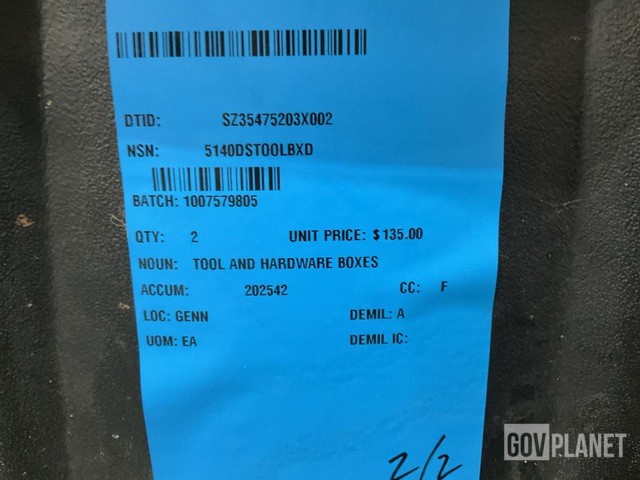 DTID: SZ35475203X002
NSN: 5140DSTOOLBXD
BATCH: 1007579805
QTY: 2 UNIT PRICE: $135.00
NOUN: TOOL AND HARDWARE BOXES
ACCUM: 202542 CC: F
LOC: GENN DEMIL: A
UOM: EA DEMIL IC:
2/2
GOVPLANET